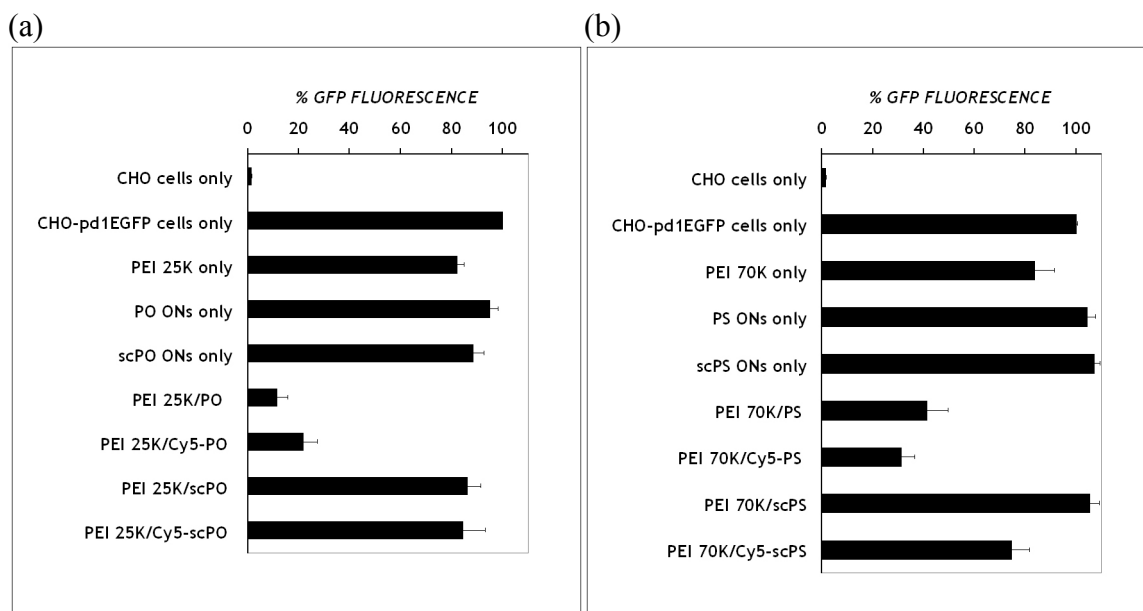 (a)
% GFP FLUORESCENCE
0 20 40 60 80 100
CHO cells only
CHO-pd1EGFP cells only
PEI 25K only
PO ONs only
scPO ONs only
PEI 25K/PO
PEI 25K/Cy5-PO
PEI 25K/scPO
PEI 25K/Cy5-scPO
(b)
% GFP FLUORESCENCE
0 20 40 60 80 100
CHO cells only
CHO-pd1EGFP cells only
PEI 70K only
PS ONs only
scPS ONs only
PEI 70K/PS
PEI 70K/Cy5-PS
PEI 70K/scPS
PEI 70K/Cy5-scPS